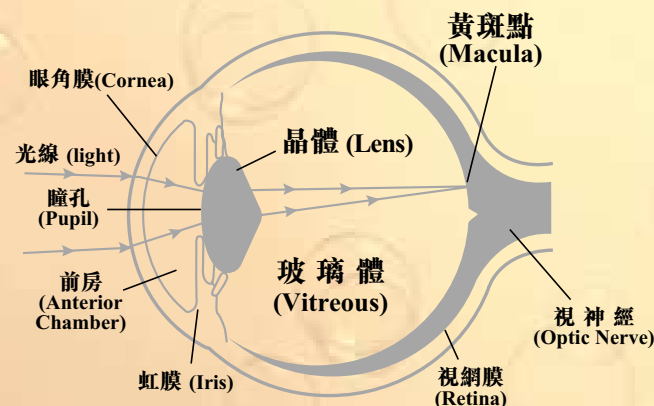 黃斑點
(Macula)
眼角膜(Cornea)
晶體 (Lens)
光線 (light)
瞳孔
(Pupil)
玻璃體
(Vitreous)
前房
(Anterior
Chamber)
視神經
(Optic Nerve)
虹膜 (Iris)
視網膜
(Retina)